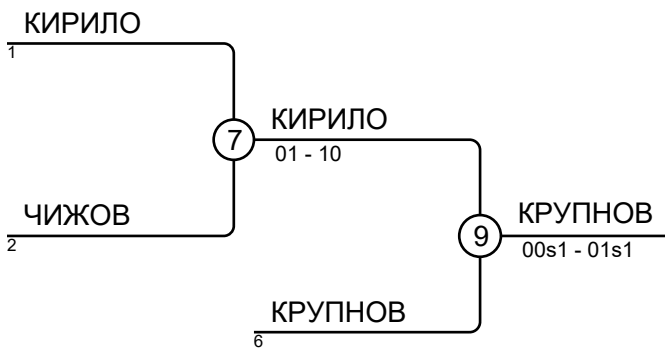 КИРИЛО
1
7
КИРИЛО
01 - 10
ЧИЖОВ
2
9
КРУПНОВ
00s1 - 01s1
КРУПНОВ
6